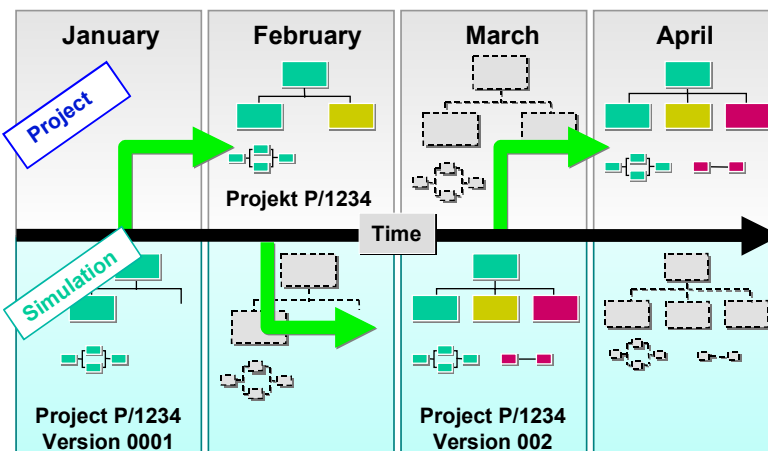 January
February
March
April
Project
Projekt P/1234
Time
Simulation
Project P/1234
Version 0001
Project P/1234
Version 002